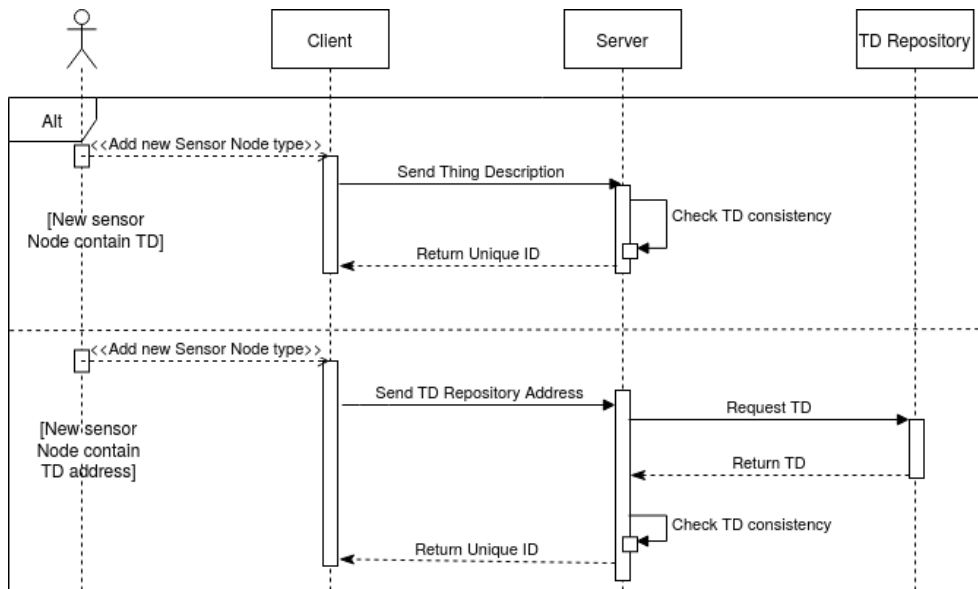 Client
Server
TD Repository
Alt
<<Add new Sensor Node type>>
Send Thing Description
[New sensor
Node contain TD]
Check TD consistency
Return Unique ID
<<Add new Sensor Node type>>
Send TD Repository Address
Request TD
[New sensor
Node contain
TD address]
Return TD
Check TD consistency
Return Unique ID